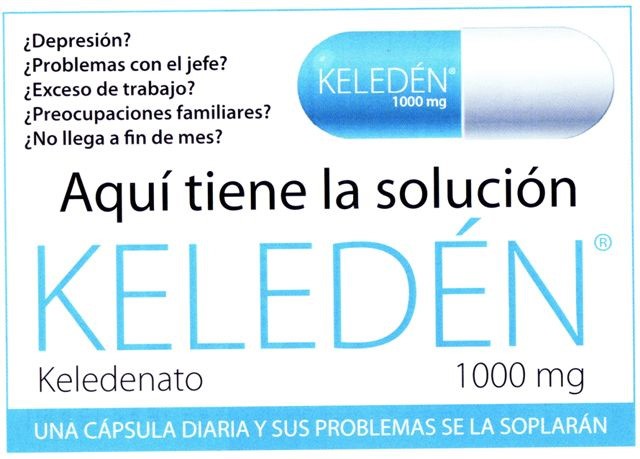 ¿Depresión?
¿Problemas con el jefe?
¿Exceso de trabajo?
¿Preocupaciones familiares?
¿No llega a fin de mes?
KELEDÉN®
1000 mg
Aquí tiene la solución
KELEDÉN®
Keledenato 1000 mg
UNA CÁPSULA DIARIA Y SUS PROBLEMAS SE LA SOPLARÁN